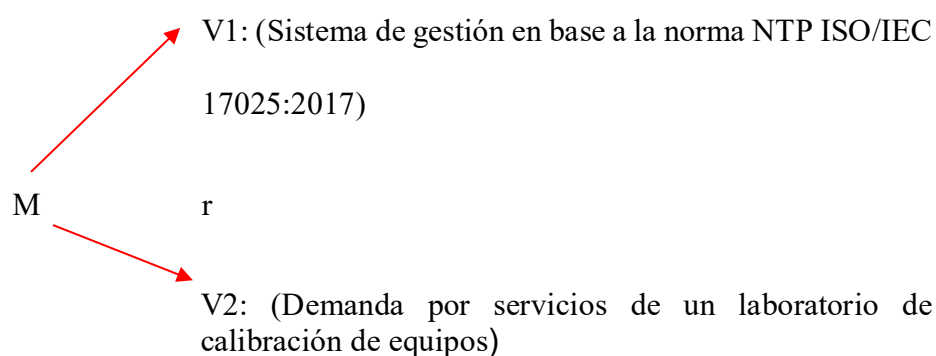 V1: (Sistema de gestión en base a la norma NTP ISO/IEC
17025:2017)
M r
V2: (Demanda por servicios de un laboratorio de
calibración de equipos)